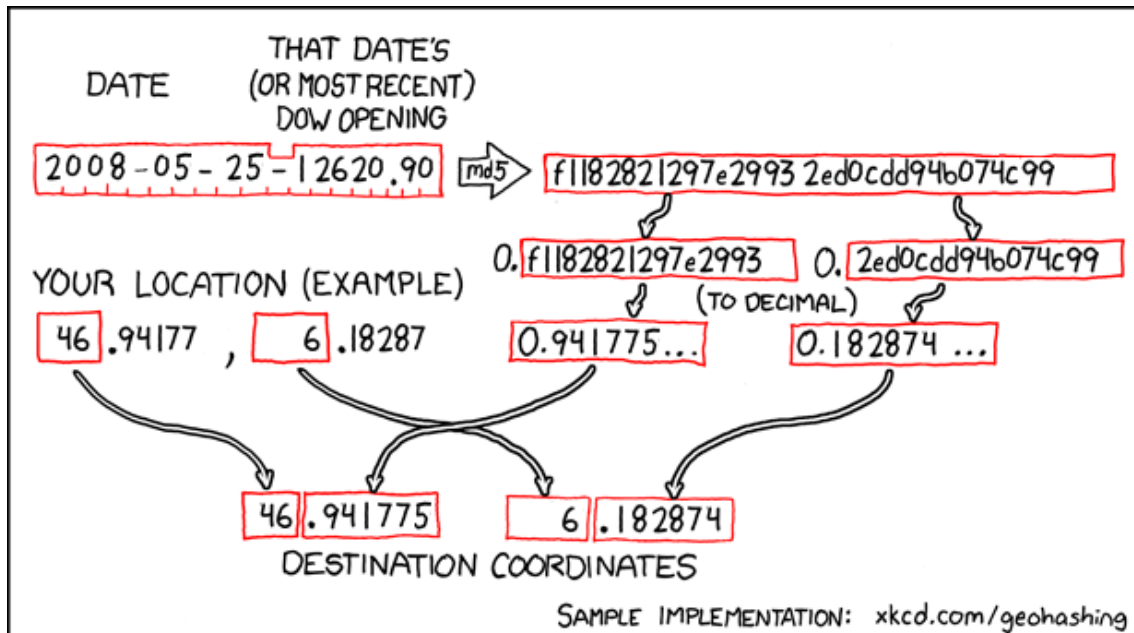 THAT DATE'S
DATE (OR MOST RECENT)
DOW OPENING
2008-05-25-12620.90 md5 f1182821297e2993 2ed0cdd94b074c99
0.f1182821297e2993 0.2ed0cdd94b074c99
YOUR LOCATION (EXAMPLE) (TO DECIMAL)
46.94177, 6.18287 0.941775... 0.182874...
46.941775 6.182874
DESTINATION COORDINATES
SAMPLE IMPLEMENTATION: xkcd.com/geohashing